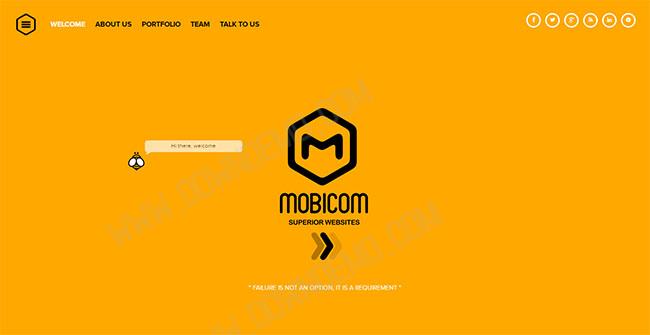 WELCOME ABOUT US PORTFOLIO TEAM TALK TO US
Hi there, welcome
MOBICOM
SUPERIOR WEBSITES
" FAILURE IS NOT AN OPTION, IT IS A REQUIREMENT "